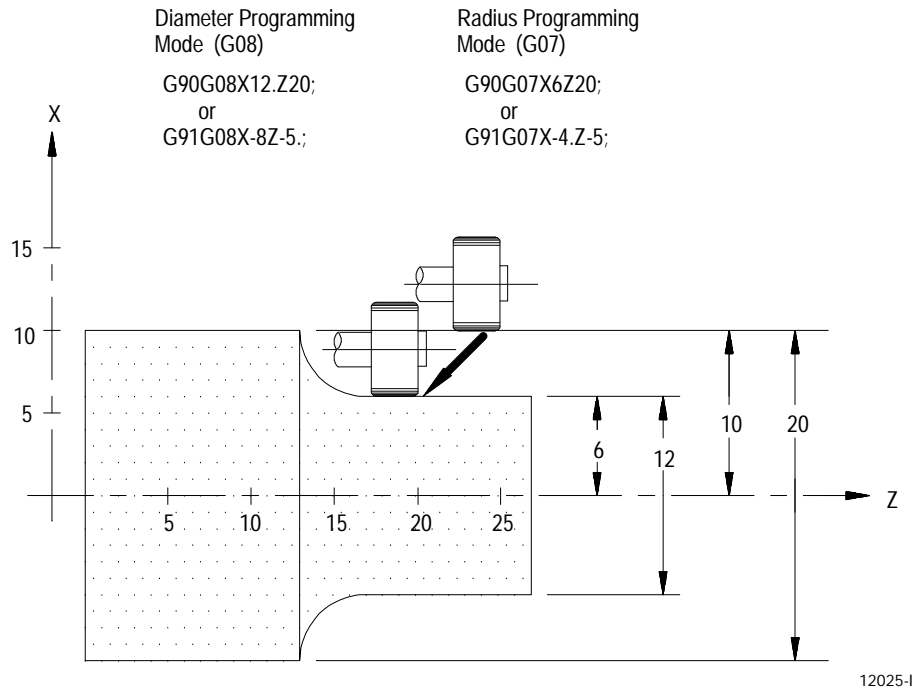 Diameter Programming
Mode (G08)
G90G08X12.Z20;
or
G91G08X-8Z-5.;
Radius Programming
Mode (G07)
G90G07X6Z20;
or
G91G07X-4.Z-5;
X
15
10
5
6
12
10
20
5
10
15
20
25
Z
12025-I